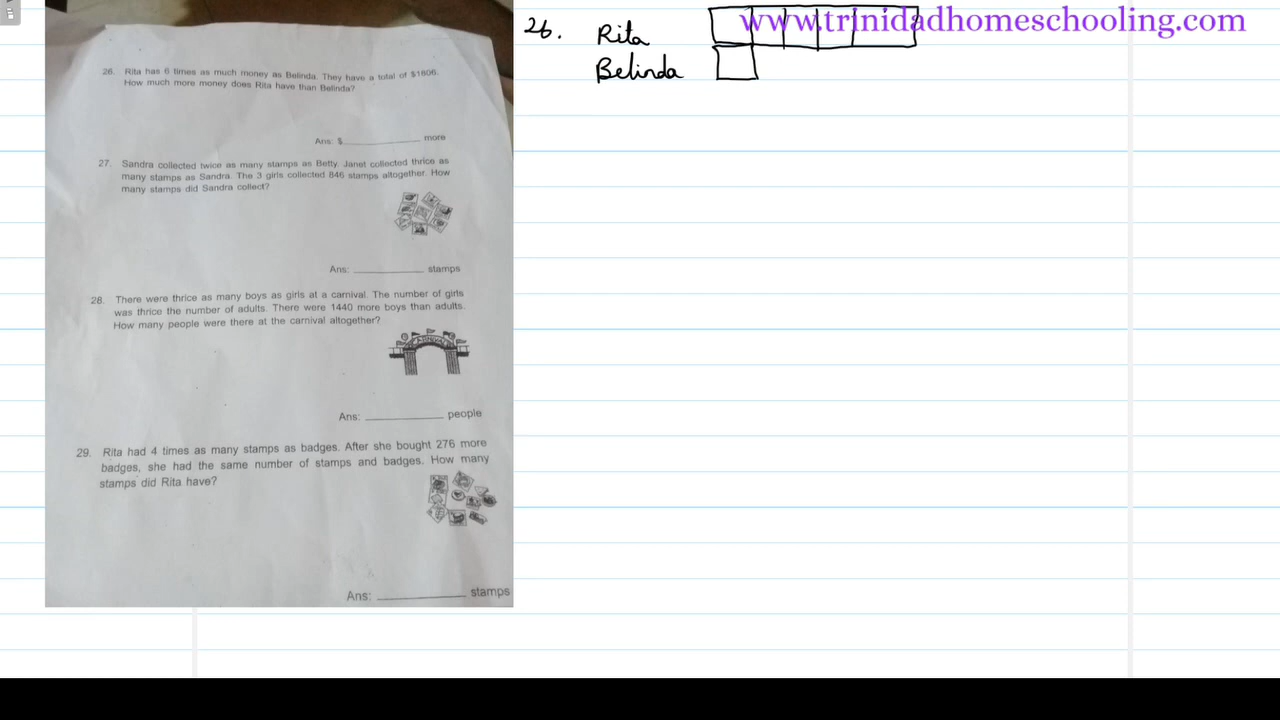 26. Rita has 6 times as much money as Belinda. They have a total of $1806.
How much more money does Rita have than Belinda?
Ans: $ ____________ more
27. Sandra collected twice as many stamps as Betty. Janet collected thrice as
many stamps as Sandra. The 3 girls collected 846 stamps altogether. How
many stamps did Sandra collect?
Ans: ____________ stamps
28. There were thrice as many boys as girls at a carnival. The number of girls
was thrice the number of adults. There were 1440 more boys than adults.
How many people were there at the carnival altogether?
Ans: ____________ people
29. Rita had 4 times as many stamps as badges. After she bought 276 more
badges, she had the same number of stamps and badges. How many
stamps did Rita have?
Ans: ____________ stamps
www.trinidadhomeschooling.com
26. Rita
Belinda